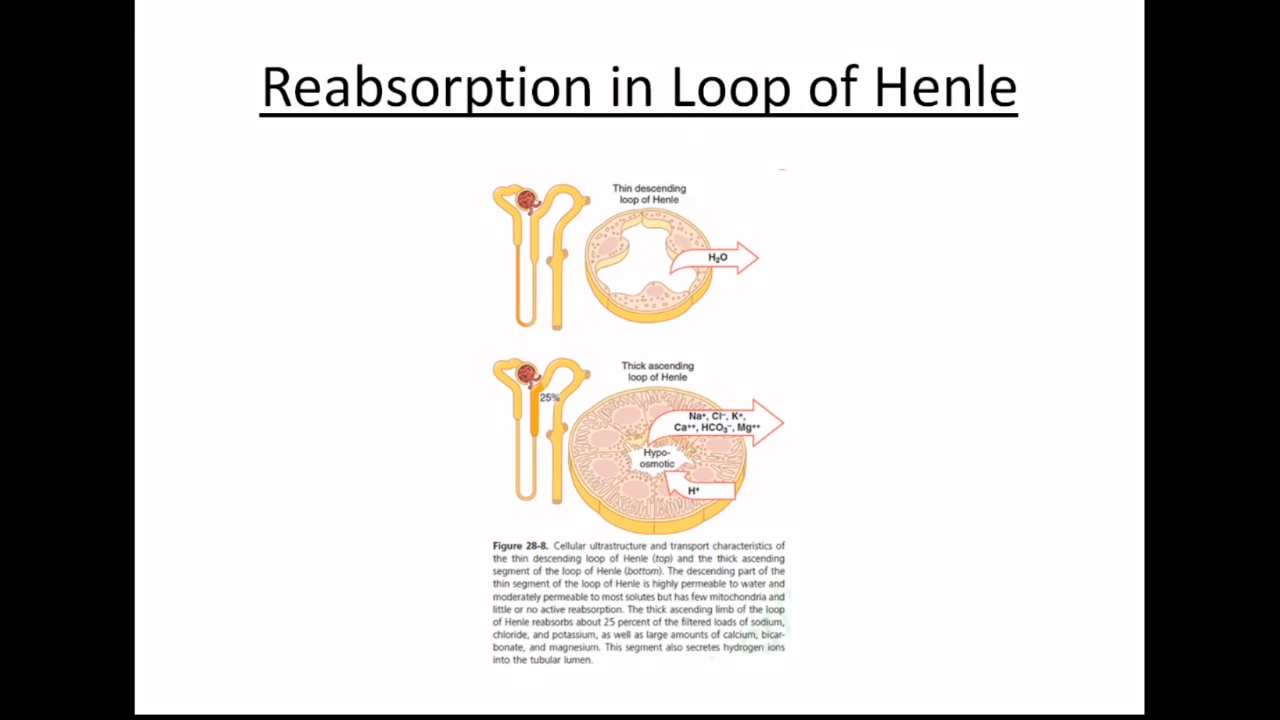 Reabsorption in Loop of Henle
Thin descending
loop of Henle
H₂O
Thick ascending
loop of Henle
25%
Na⁺, Cl⁻, K⁺,
Ca⁺⁺, HCO₃⁻, Mg⁺⁺
Hypo-
osmotic
H⁺
Figure 28-8. Cellular ultrastructure and transport characteristics of
the thin descending loop of Henle (top) and the thick ascending
segment of the loop of Henle (bottom). The descending part of the
thin segment of the loop of Henle is highly permeable to water and
moderately permeable to most solutes but has few mitochondria and
little or no active reabsorption. The thick ascending limb of the loop
of Henle reabsorbs about 25 percent of the filtered loads of sodium,
chloride, and potassium, as well as large amounts of calcium, bicar-
bonate, and magnesium. This segment also secretes hydrogen ions
into the tubular lumen.